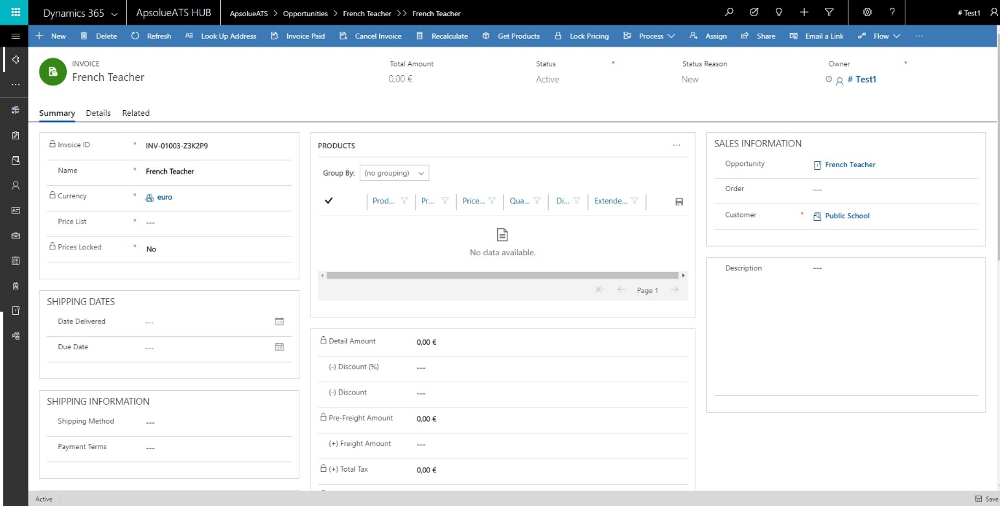 Dynamics 365 ApsolueATS HUB ApsolueATS > Opportunities > French Teacher >> French Teacher # Test1
New Delete Refresh Look Up Address Invoice Paid Cancel Invoice Recalculate Get Products Lock Pricing Process Assign Share Email a Link Flow ...
INVOICE
French Teacher
Total Amount
0,00 €
Status *
Active
Status Reason
New
Owner *
# Test1
Summary Details Related
Invoice ID * INV-01003-Z3K2P9
Name * French Teacher
Currency * euro
Price List * ---
Prices Locked * No
SHIPPING DATES
Date Delivered ---
Due Date ---
SHIPPING INFORMATION
Shipping Method ---
Payment Terms ---
PRODUCTS ...
Group By: (no grouping)
Prod... Pr... Price... Qua... Di... Extende...
No data available.
Page 1
Detail Amount 0,00 €
(-) Discount (%) ---
(-) Discount ---
Pre-Freight Amount 0,00 €
(+) Freight Amount ---
(+) Total Tax 0,00 €
SALES INFORMATION
Opportunity French Teacher
Order ---
Customer * Public School
Description ---
Active Save